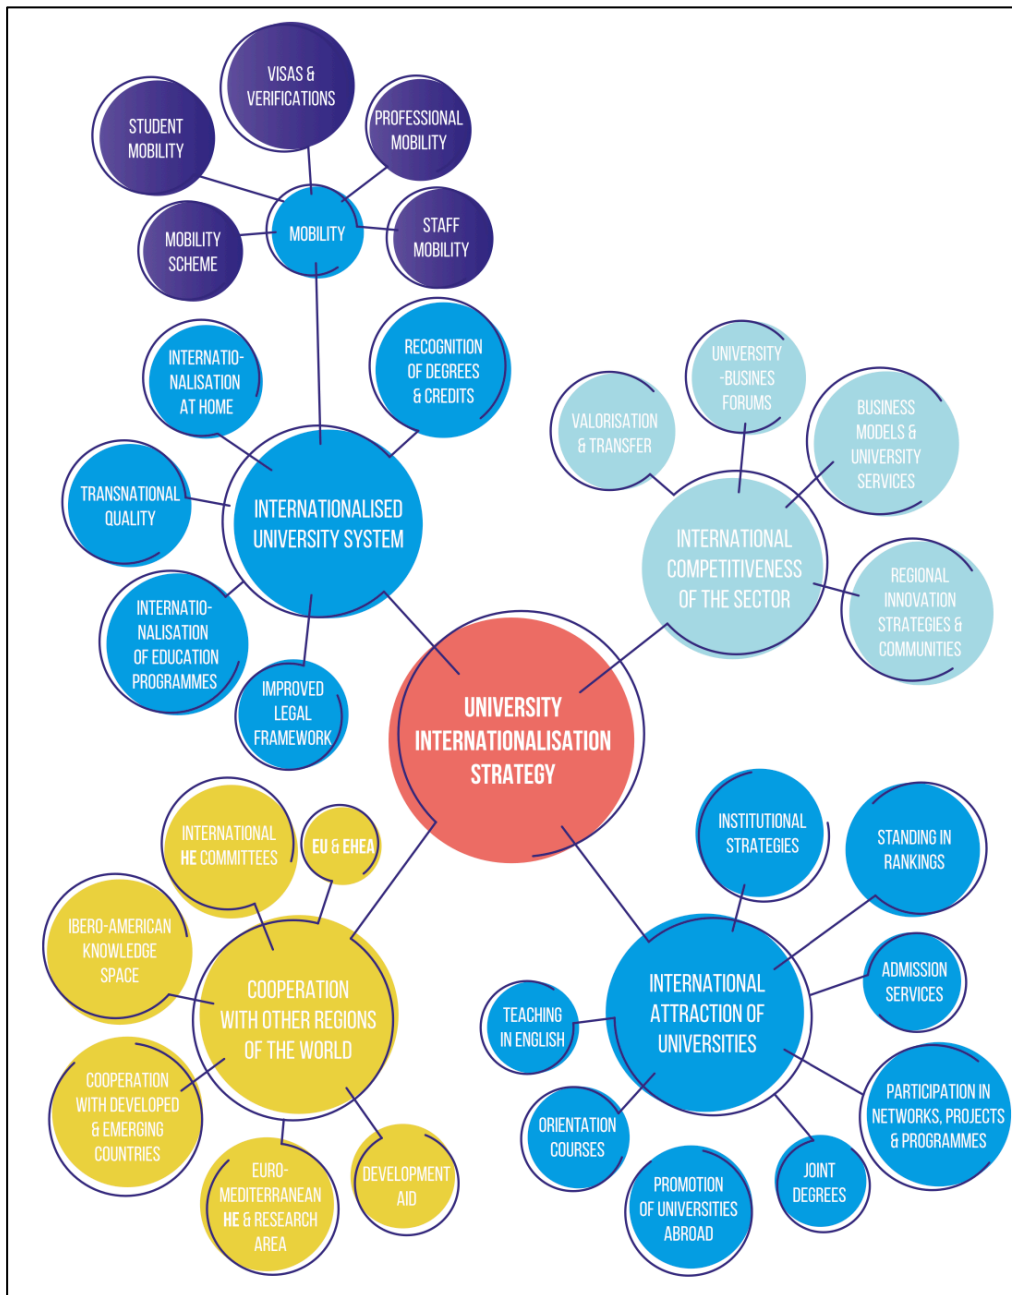 VISAS &
VERIFICATIONS
STUDENT
MOBILITY
PROFESSIONAL
MOBILITY
MOBILITY
SCHEME
MOBILITY
STAFF
MOBILITY
INTERNATIO-
NALISATION
AT HOME
RECOGNITION
OF DEGREES
& CREDITS
TRANSNATIONAL
QUALITY
INTERNATIONALISED
UNIVERSITY SYSTEM
INTERNATIO-
NALISATION
OF EDUCATION
PROGRAMMES
IMPROVED
LEGAL
FRAMEWORK
UNIVERSITY
-BUSINES
FORUMS
VALORISATION
& TRANSFER
BUSINESS
MODELS &
UNIVERSITY
SERVICES
INTERNATIONAL
COMPETITIVENESS
OF THE SECTOR
REGIONAL
INNOVATION
STRATEGIES &
COMMUNITIES
UNIVERSITY
INTERNATIONALISATION
STRATEGY
INTERNATIONAL
HE COMMITTEES
EU & EHEA
IBERO-AMERICAN
KNOWLEDGE
SPACE
COOPERATION
WITH OTHER REGIONS
OF THE WORLD
COOPERATION
WITH DEVELOPED
& EMERGING
COUNTRIES
EURO-
MEDITERRANEAN
HE & RESEARCH
AREA
DEVELOPMENT
AID
INSTITUTIONAL
STRATEGIES
STANDING IN
RANKINGS
INTERNATIONAL
ATTRACTION OF
UNIVERSITIES
ADMISSION
SERVICES
TEACHING
IN ENGLISH
PARTICIPATION IN
NETWORKS, PROJECTS
& PROGRAMMES
ORIENTATION
COURSES
PROMOTION
OF UNIVERSITIES
ABROAD
JOINT
DEGREES